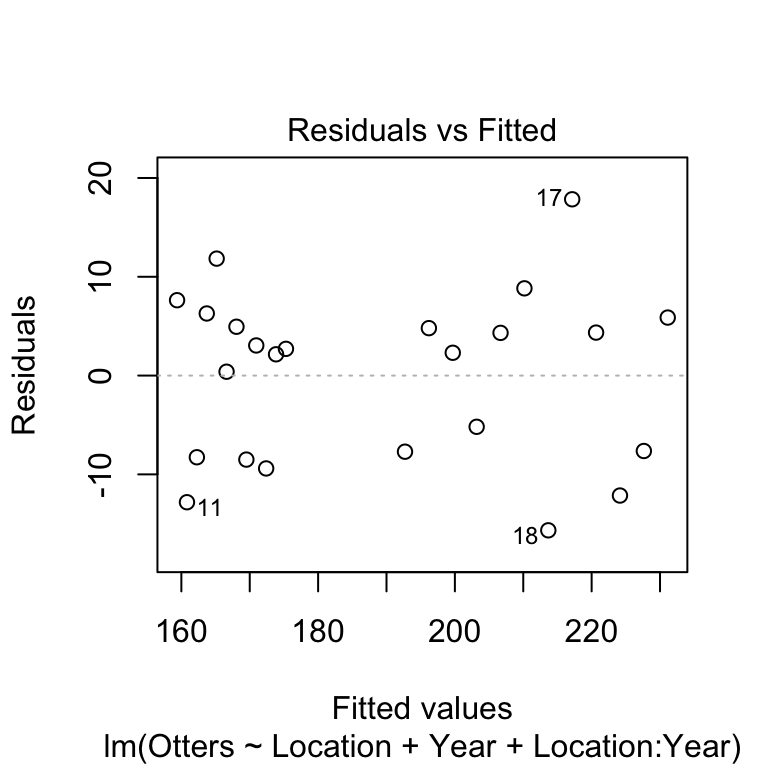 Residuals vs Fitted
20
10
0
-10
Residuals
17
11
18
160 180 200 220
Fitted values
lm(Otters ~ Location + Year + Location:Year)